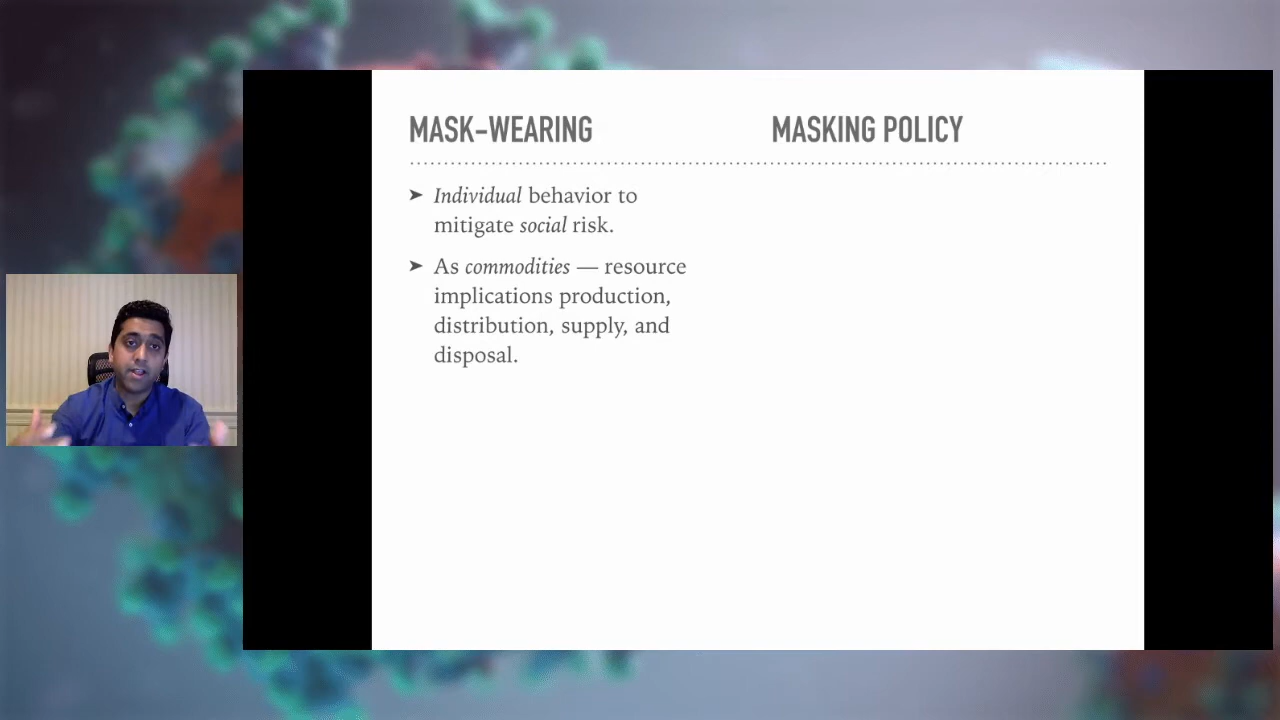 MASK-WEARING
MASKING POLICY
➤ Individual behavior to
mitigate social risk.
➤ As commodities — resource
implications production,
distribution, supply, and
disposal.